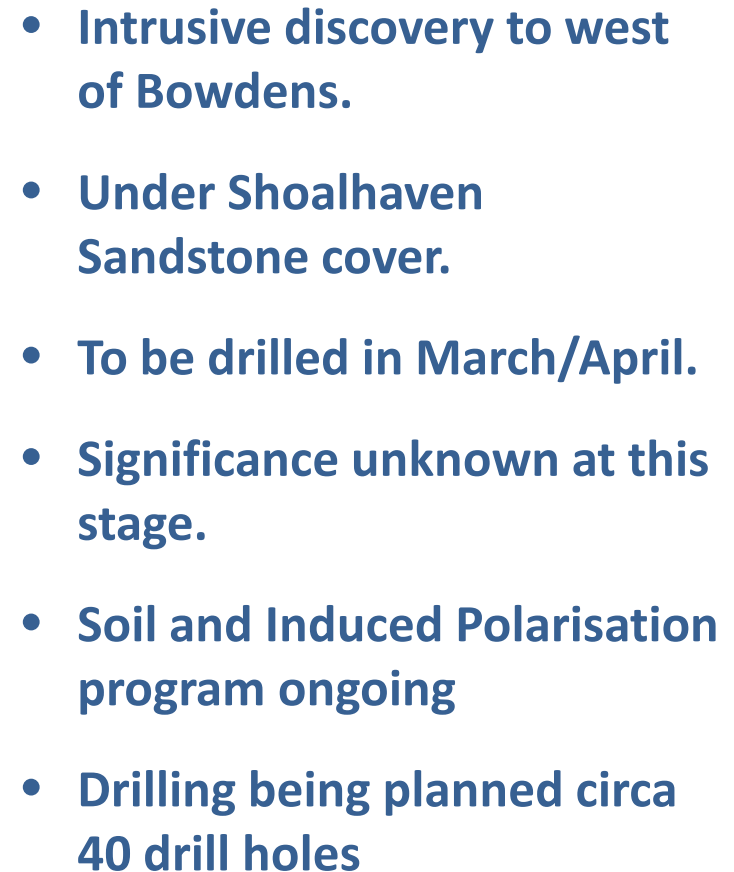 • Intrusive discovery to west
of Bowdens.
• Under Shoalhaven
Sandstone cover.
• To be drilled in March/April.
• Significance unknown at this
stage.
• Soil and Induced Polarisation
program ongoing
• Drilling being planned circa
40 drill holes